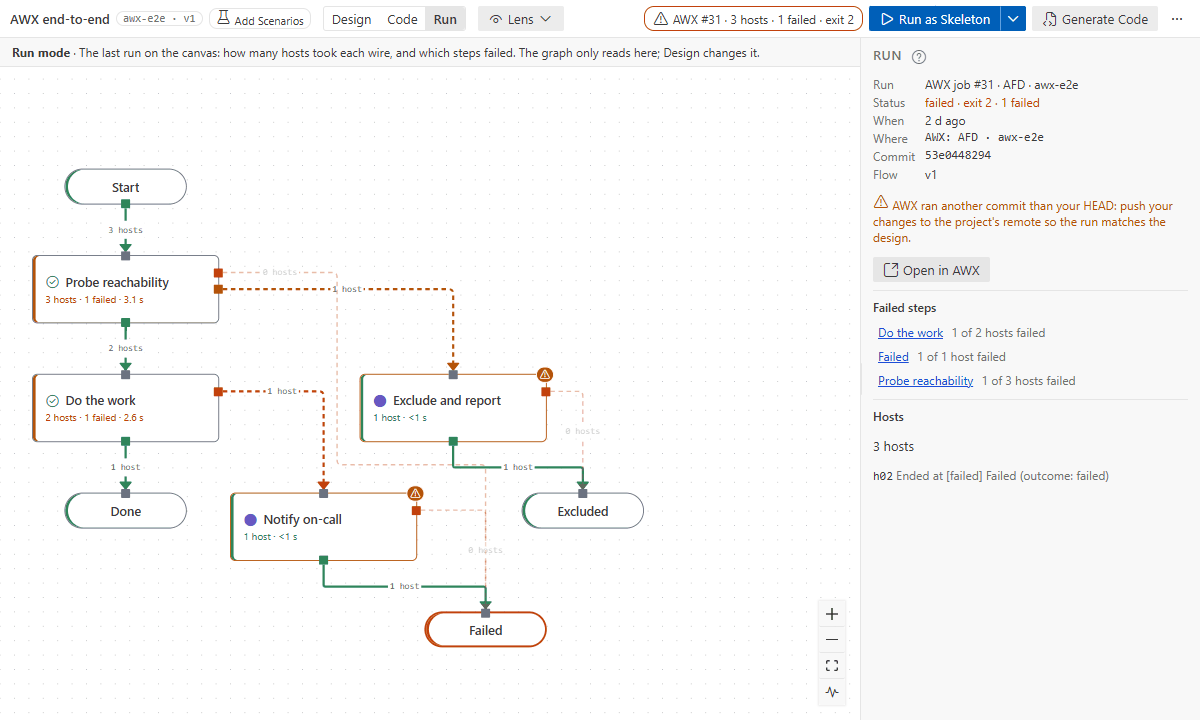 AWX end-to-end
awx-e2e · v1
Add Scenarios
Design
Code
Run
Lens
AWX #31 · 3 hosts · 1 failed · exit 2
Run as Skeleton
Generate Code
Run mode · The last run on the canvas: how many hosts took each wire, and which steps failed. The graph only reads here; Design changes it.
Start
3 hosts
Probe reachability
3 hosts · 1 failed · 3.1 s
0 hosts
1 host
2 hosts
Do the work
2 hosts · 1 failed · 2.6 s
1 host
Exclude and report
1 host · <1 s
0 hosts
1 host
1 host
Done
Notify on-call
1 host · <1 s
Excluded
0 hosts
1 host
Failed
RUN
Run AWX job #31 · AFD · awx-e2e
Status failed · exit 2 · 1 failed
When 2 d ago
Where AWX: AFD · awx-e2e
Commit 53e0448294
Flow v1
AWX ran another commit than your HEAD: push your
changes to the project's remote so the run matches the
design.
Open in AWX
Failed steps
Do the work 1 of 2 hosts failed
Failed 1 of 1 host failed
Probe reachability 1 of 3 hosts failed
Hosts
3 hosts
h02 Ended at [failed] Failed (outcome: failed)